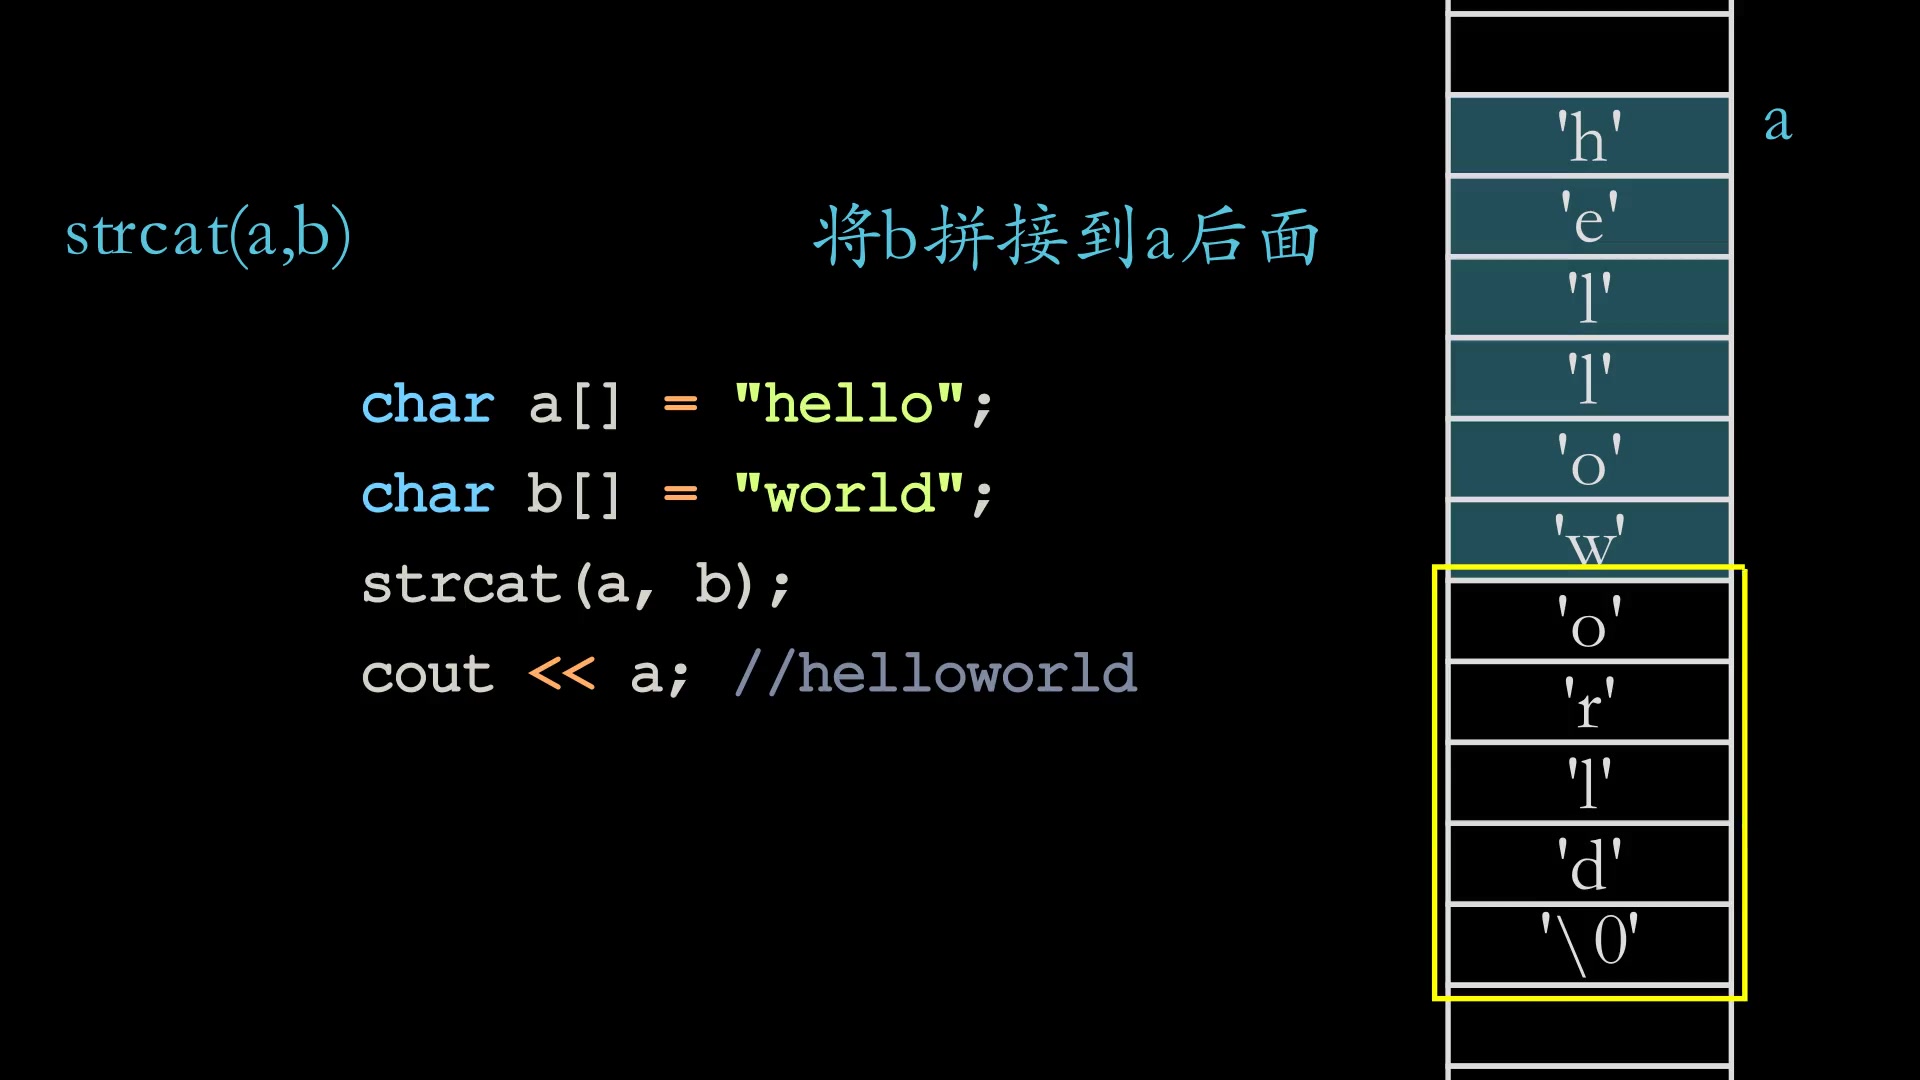 strcat(a,b)
将b拼接到a后面
char a[] = "hello";
char b[] = "world";
strcat(a, b);
cout << a; //helloworld
a
'h'
'e'
'l'
'l'
'o'
'w'
'o'
'r'
'l'
'd'
'\0'